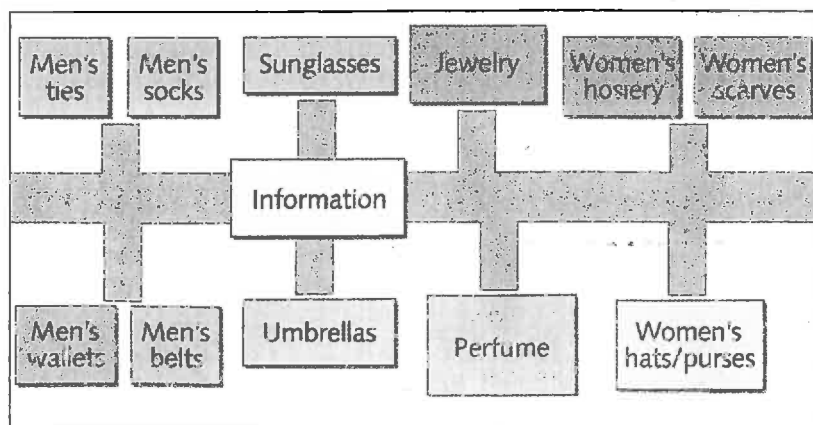 Men's
ties
Men's
socks
Sunglasses
Jewelry
Women's
hosiery
Women's
scarves
Information
Men's
wallets
Men's
belts
Umbrellas
Perfume
Women's
hats/purses